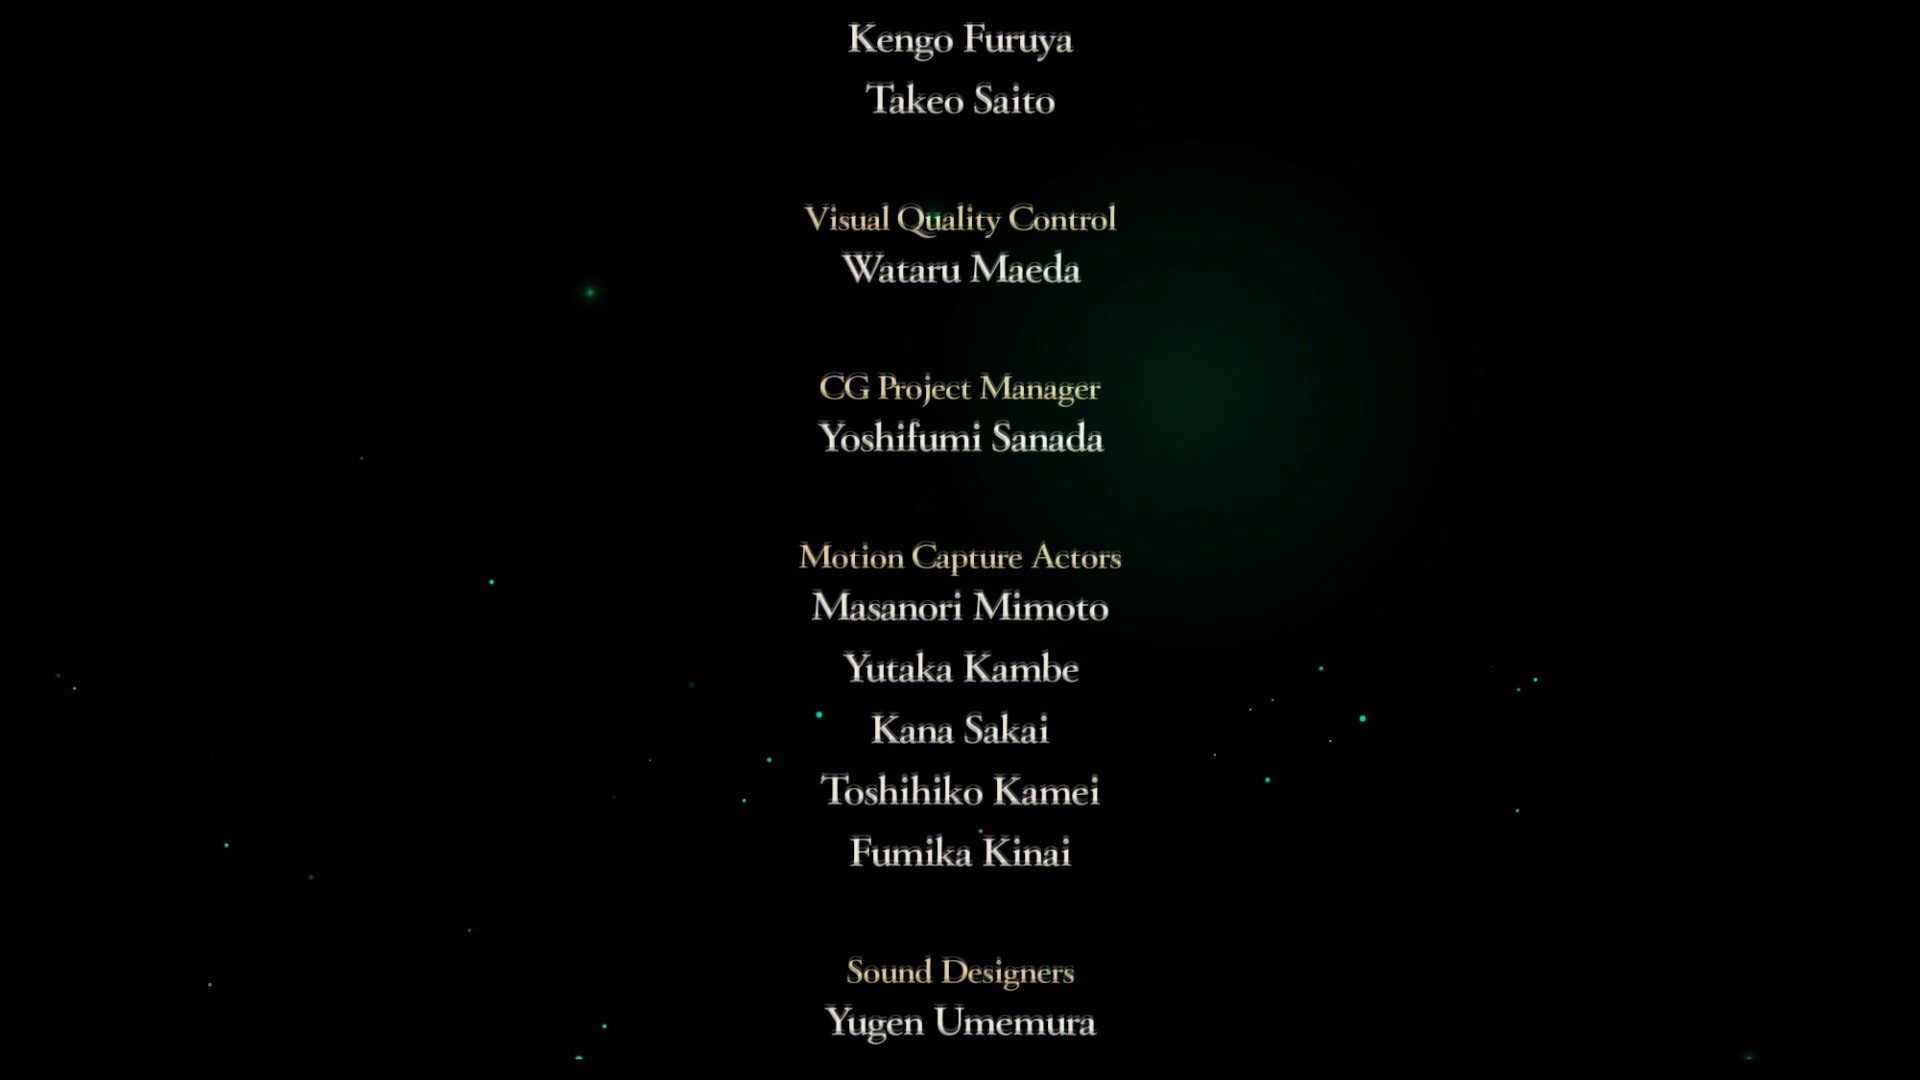 Kengo Furuya
Takeo Saito
Visual Quality Control
Wataru Maeda
CG Project Manager
Yoshifumi Sanada
Motion Capture Actors
Masanori Mimoto
Yutaka Kambe
Kana Sakai
Toshihiko Kamei
Fumika Kinai
Sound Designers
Yugen Umemura